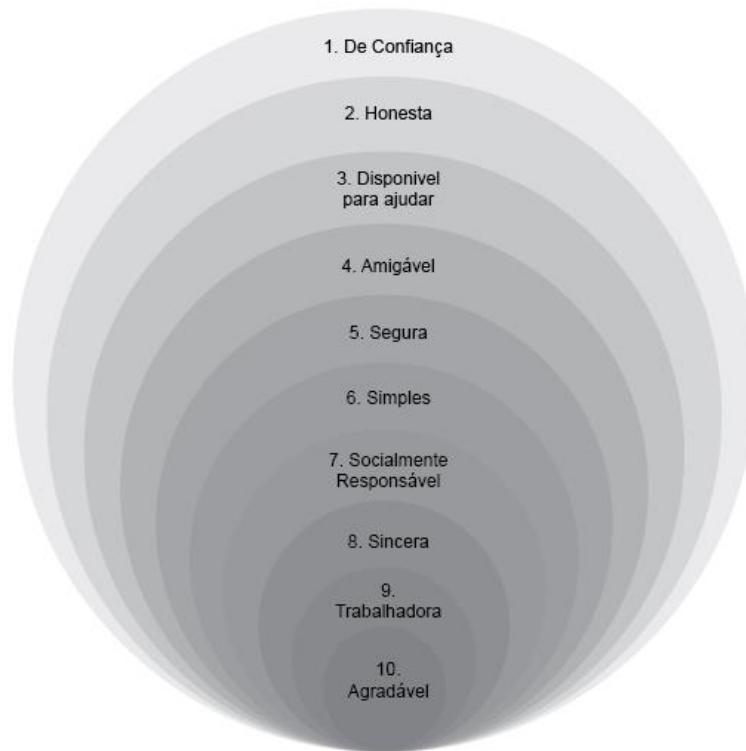 1. De Confiança
2. Honesta
3. Disponivel
para ajudar
4. Amigável
5. Segura
6. Simples
7. Socialmente
Responsável
8. Sincera
9.
Trabalhadora
10.
Agradável